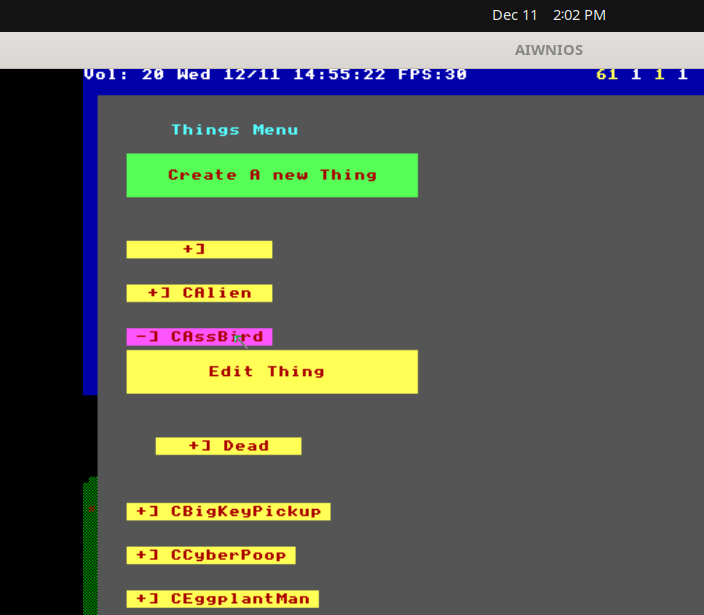 Dec 11 2:02 PM
AIWNIOS
Vol: 20 Wed 12/11 14:55:22 FPS:30 61 1 1 1
Things Menu
Create A new Thing
+]
+] CAlien
-] CAssBird
Edit Thing
+] Dead
+] CBigKeyPickup
+] CCyberPoop
+] CEggplantMan